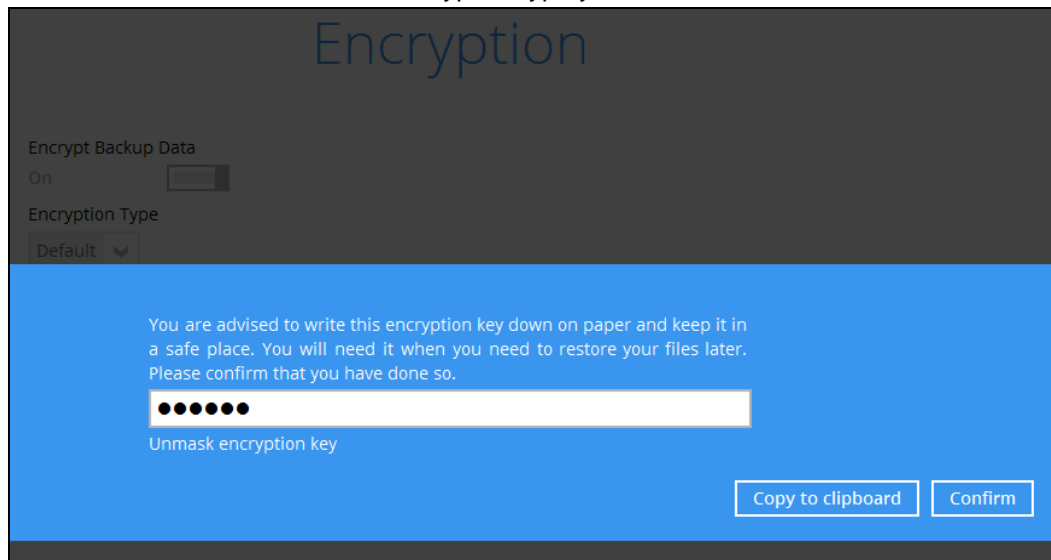 Encryption
Encrypt Backup Data
On
Encryption Type
Default
You are advised to write this encryption key down on paper and keep it in
a safe place. You will need it when you need to restore your files later.
Please confirm that you have done so.
●●●●●●
Unmask encryption key
Copy to clipboard Confirm